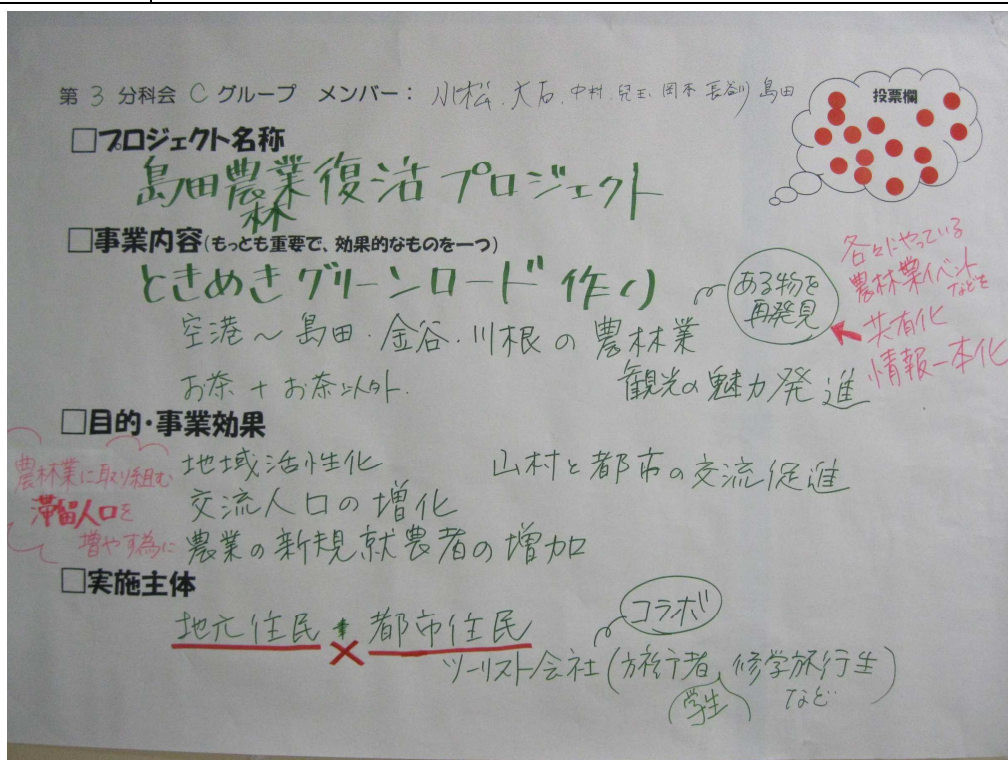 第 3 分科会 C グループ メンバー： 小松、大石、中村、児玉、岡本 長谷川 島田
投票欄
□プロジェクト名称
島田農業復活プロジェクト
林
□事業内容(もっとも重要で、効果的なものを一つ)
ときめきグリーンロード作り
ある物を
再発見
各々にやっている
農林業イベント
などを
共有化
情報一本化
空港～島田・金谷・川根の農林業
お茶+お茶以外.
観光の魅力発進
□目的・事業効果
農林業に取り組む
滞留人口を
増やす為に
地域活性化
山村と都市の交流促進
交流人口の増化
農業の新規就農者の増加
□実施主体
地元住民×都市住民
コラボ
ツーリスト会社(旅行者、修学旅行生
学生
など)